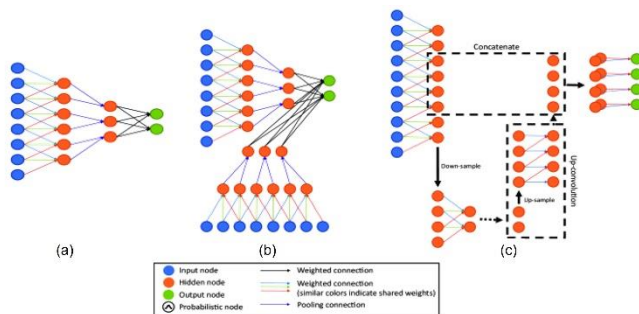 Concatenate
Down-sample
Up-sample
Up-convolution
(a)
(b)
(c)
Input node
Hidden node
Output node
Probabilistic node
Weighted connection
Weighted connection
(similar colors indicate shared weights)
Pooling connection